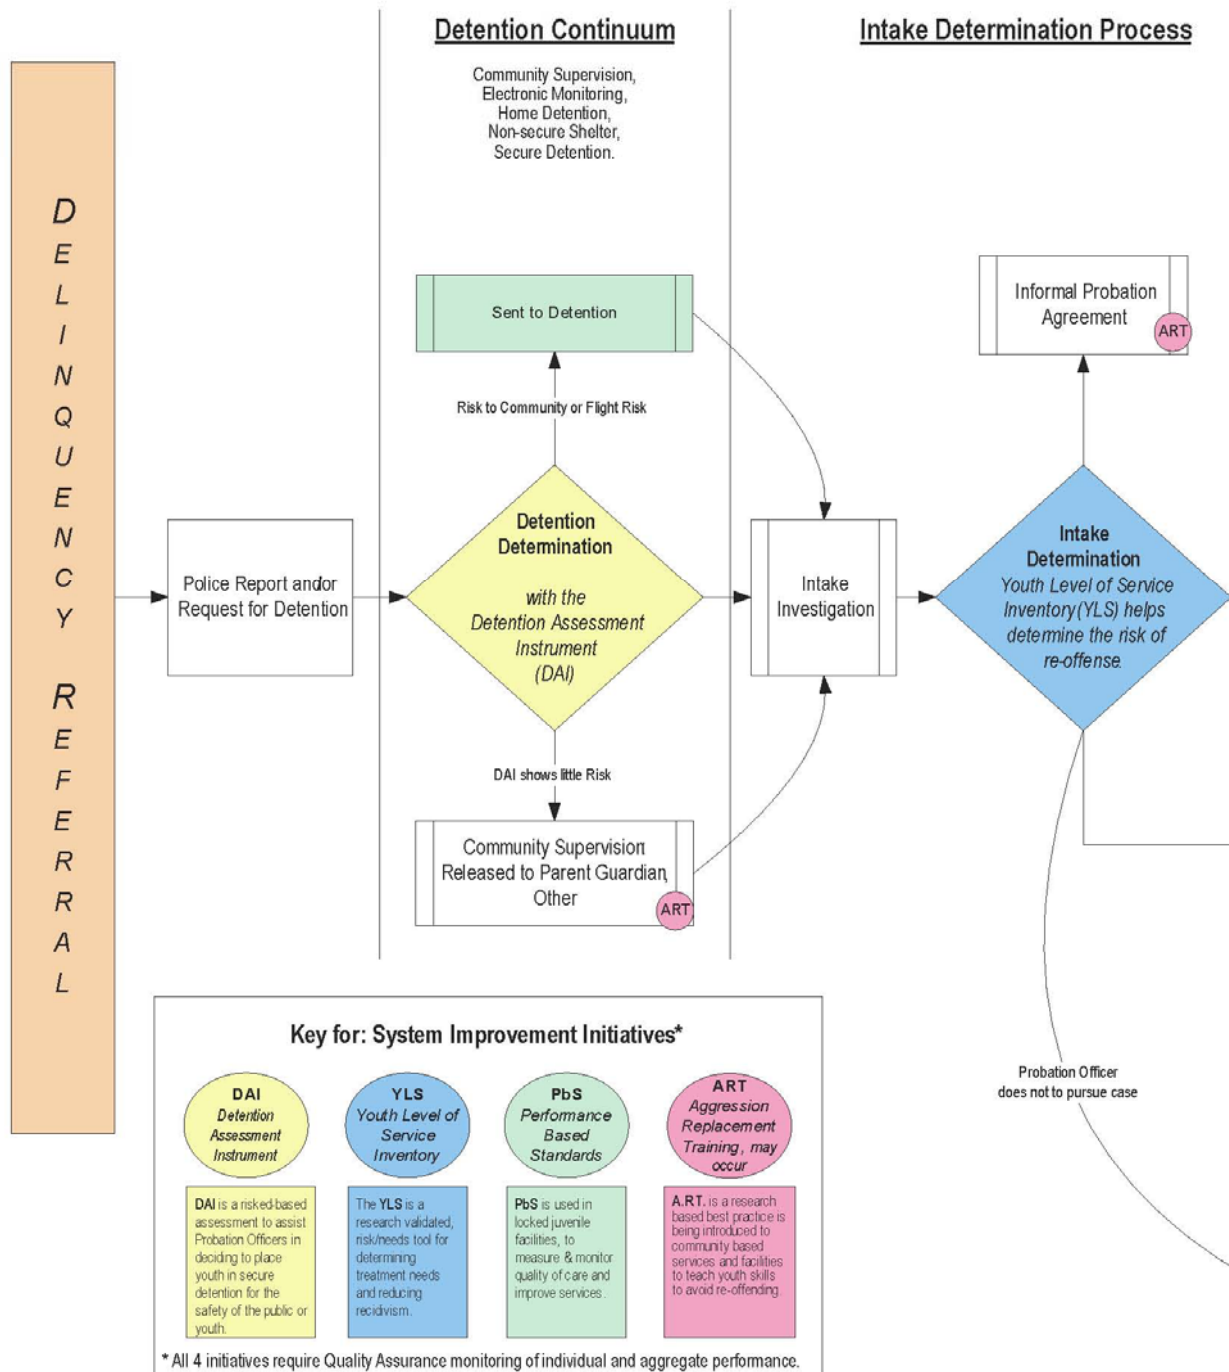 Detention Continuum
Community Supervision,
Electronic Monitoring,
Home Detention,
Non-secure Shelter,
Secure Detention.
Intake Determination Process
DELINQUENCY REFERRAL
Sent to Detention
Risk to Community or Flight Risk
Informal Probation
Agreement
ART
Police Report and/or
Request for Detention
Detention
Determination
with the
Detention Assessment
Instrument
(DAI)
Intake
Investigation
Intake
Determination
Youth Level of Service
Inventory(YLS) helps
determine the risk of
re-offense.
DAI shows little Risk
Community Supervision
Released to Parent Guardian,
Other
ART
Probation Officer
does not to pursue case
Key for: System Improvement Initiatives*
DAI
Detention
Assessment
Instrument
YLS
Youth Level of
Service
Inventory
PbS
Performance
Based
Standards
ART
Aggression
Replacement
Training, may
occur
DAI is a risked-based
assessment to assist
Probation Officers in
deciding to place
youth in secure
detention for the
safety of the public or
youth.
The YLS is a
research validated,
risk/needs tool for
determining
treatment needs
and reducing
recidivism.
PbS is used in
locked juvenile
facilities, to
measure & monitor
quality of care and
improve services.
A.R.T. is a research
based best practice is
being introduced to
community based
services and facilities
to teach youth skills
to avoid re-offending.
* All 4 initiatives require Quality Assurance monitoring of individual and aggregate performance.